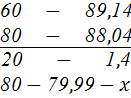 60 – 89,14
80 – 88,04
20 – 1,4
80 – 79,99 – x